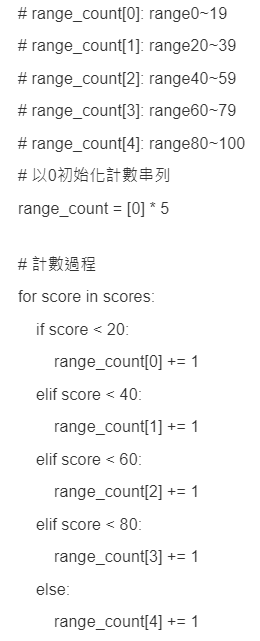 # range_count[0]: range0~19
# range_count[1]: range20~39
# range_count[2]: range40~59
# range_count[3]: range60~79
# range_count[4]: range80~100
# 以0初始化計數串列
range_count = [0] * 5
# 計數過程
for score in scores:
if score < 20:
range_count[0] += 1
elif score < 40:
range_count[1] += 1
elif score < 60:
range_count[2] += 1
elif score < 80:
range_count[3] += 1
else:
range_count[4] += 1